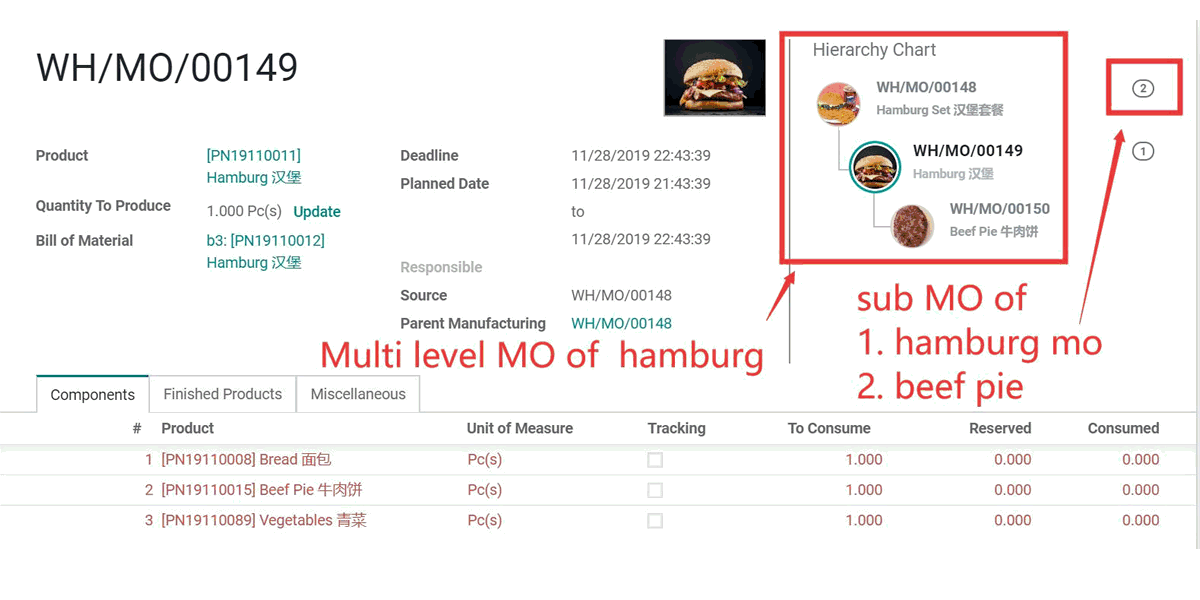 WH/MO/00149
Product
[PN19110011]
Hamburg 汉堡
Quantity To Produce
1.000 Pc(s) Update
Bill of Material
b3: [PN19110012]
Hamburg 汉堡
Deadline
11/28/2019 22:43:39
Planned Date
11/28/2019 21:43:39
to
11/28/2019 22:43:39
Responsible
Source
WH/MO/00148
Parent Manufacturing
WH/MO/00148
Hierarchy Chart
WH/MO/00148
Hamburg Set 汉堡套餐
2
WH/MO/00149
Hamburg 汉堡
1
WH/MO/00150
Beef Pie 牛肉饼
Multi level MO of hamburg
sub MO of
1. hamburg mo
2. beef pie
Components Finished Products Miscellaneous
# Product Unit of Measure Tracking To Consume Reserved Consumed
1 [PN19110008] Bread 面包 Pc(s) 1.000 0.000 0.000
2 [PN19110015] Beef Pie 牛肉饼 Pc(s) 1.000 0.000 0.000
3 [PN19110089] Vegetables 青菜 Pc(s) 1.000 0.000 0.000